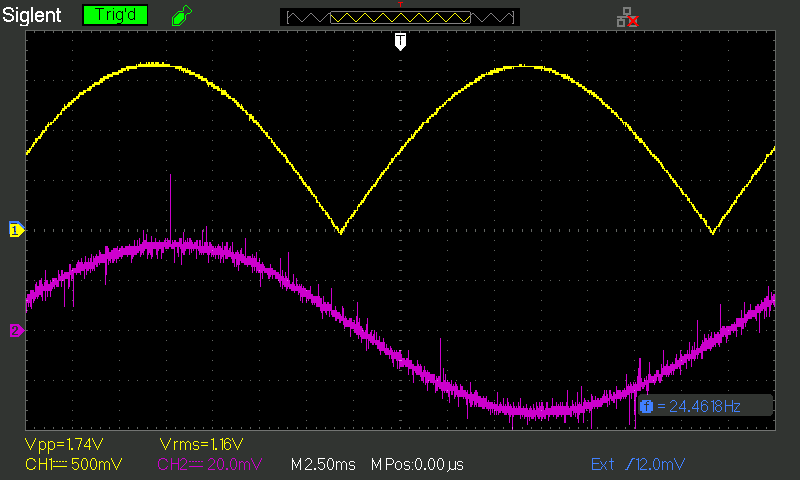 Siglent Trig'd
T
T
1
2
f = 24.4618Hz
Vpp=1.74V Vrms=1.16V
CH1 500mV CH2 20.0mV M 2.50ms M Pos:0.00µs Ext 12.0mV